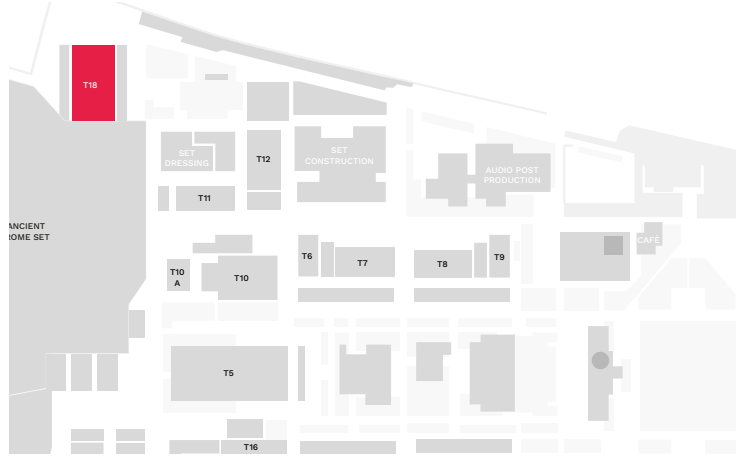 T18
SET
DRESSING
T12
SET
CONSTRUCTION
AUDIO POST
PRODUCTION
T11
ANCIENT
ROME SET
T6
T7
T8
T9
CAFÉ
T10
A
T10
T5
T16